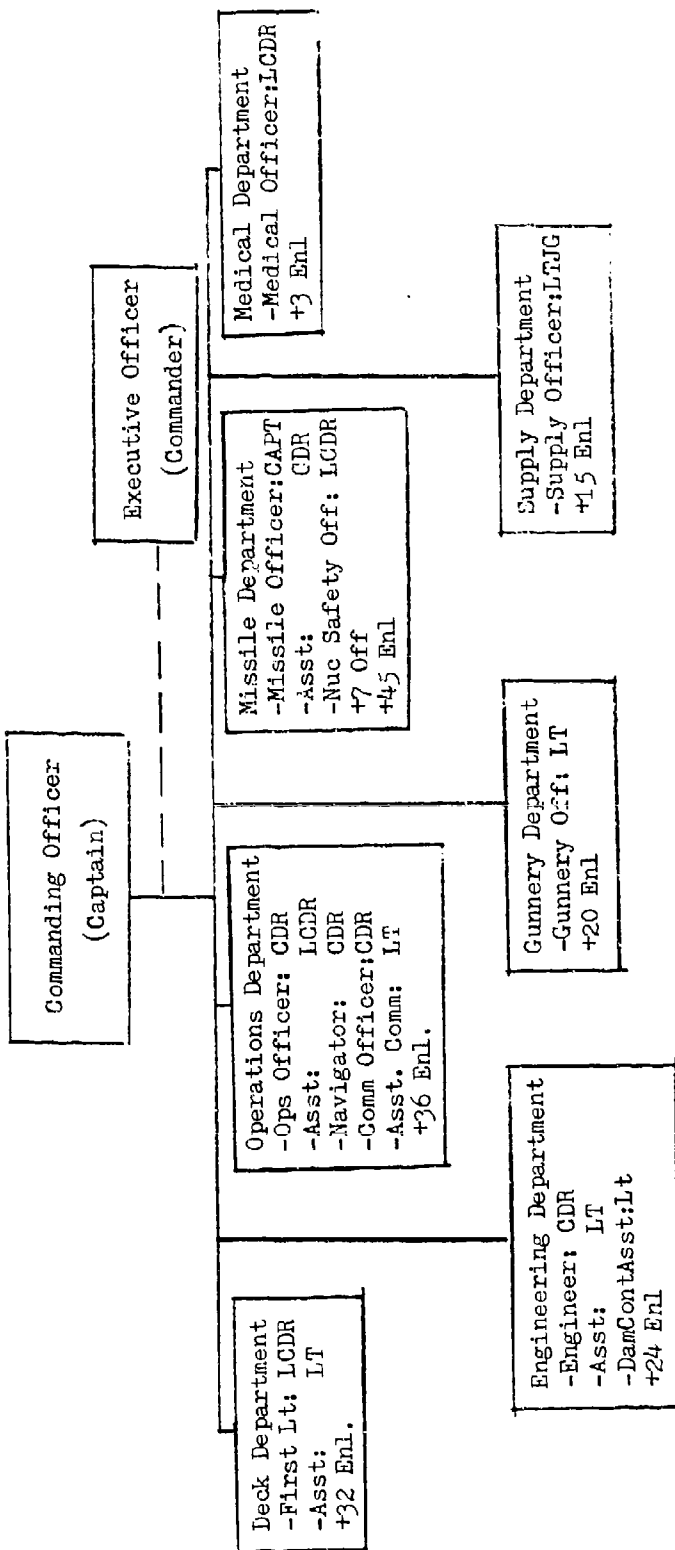 Commanding Officer
(Captain)
Executive Officer
(Commander)
Deck Department
-First Lt: LCDR
-Asst: LT
+32 Enl.
Operations Department
-Ops Officer: CDR
-Asst: LCDR
-Navigator: CDR
-Comm Officer:CDR
-Asst. Comm: LT
+36 Enl.
Missile Department
-Missile Officer:CAPT
-Asst: CDR
-Nuc Safety Off: LCDR
+7 Off
+45 Enl
Medical Department
-Medical Officer:LCDR
+3 Enl
Engineering Department
-Engineer: CDR
-Asst: LT
-DamContAsst:Lt
+24 Enl
Gunnery Department
-Gunnery Off: LT
+20 Enl
Supply Department
-Supply Officer:LTJG
+15 Enl